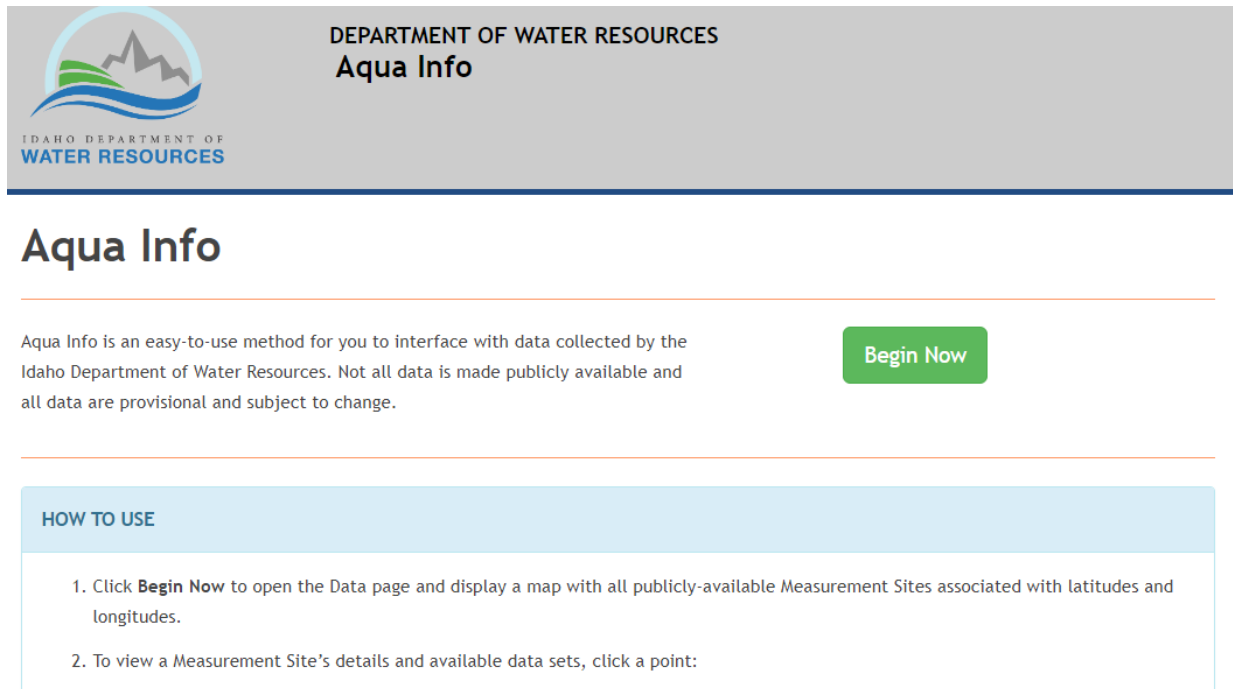 DEPARTMENT OF WATER RESOURCES
Aqua Info
IDAHO DEPARTMENT OF
WATER RESOURCES
Aqua Info
Aqua Info is an easy-to-use method for you to interface with data collected by the
Idaho Department of Water Resources. Not all data is made publicly available and
all data are provisional and subject to change.
Begin Now
HOW TO USE
1. Click Begin Now to open the Data page and display a map with all publicly-available Measurement Sites associated with latitudes and
longitudes.
2. To view a Measurement Site’s details and available data sets, click a point: